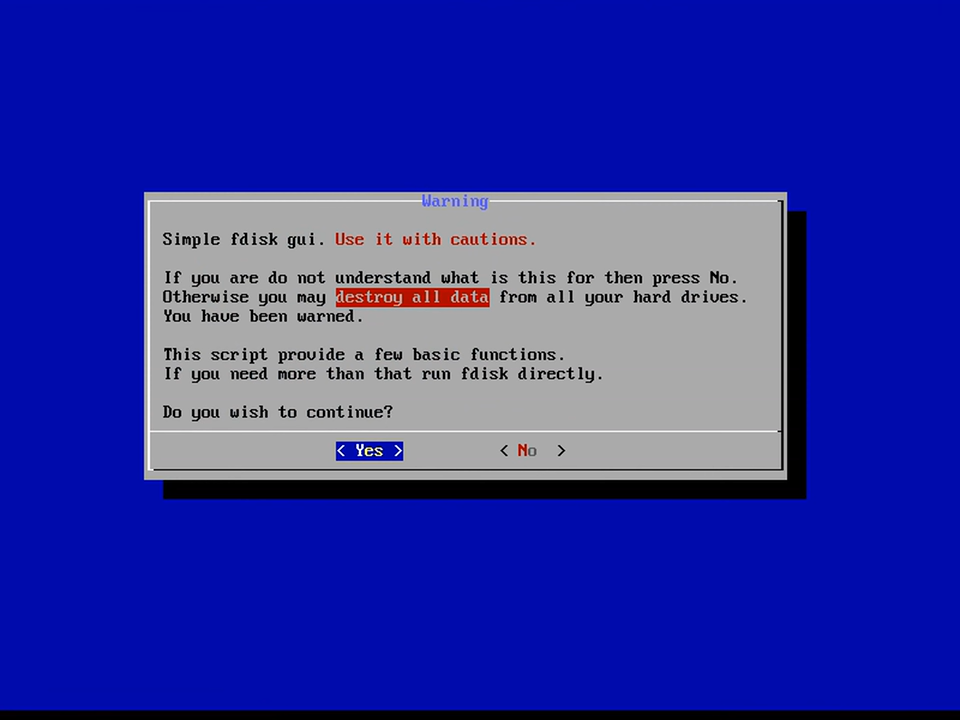 Warning
Simple fdisk gui. Use it with cautions.
If you are do not understand what is this for then press No.
Otherwise you may destroy all data from all your hard drives.
You have been warned.
This script provide a few basic functions.
If you need more than that run fdisk directly.
Do you wish to continue?
< Yes > < No >